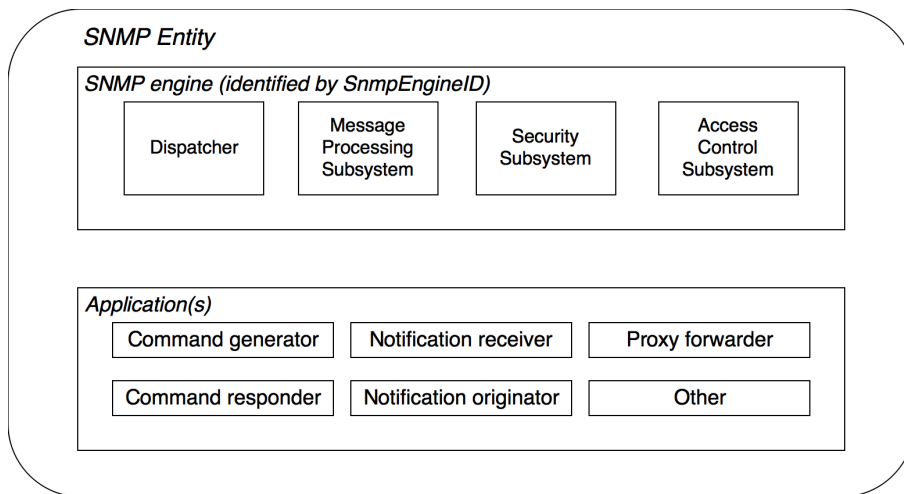 SNMP Entity
SNMP engine (identified by SnmpEngineID)
Dispatcher
Message
Processing
Subsystem
Security
Subsystem
Access
Control
Subsystem
Application(s)
Command generator
Notification receiver
Proxy forwarder
Command responder
Notification originator
Other